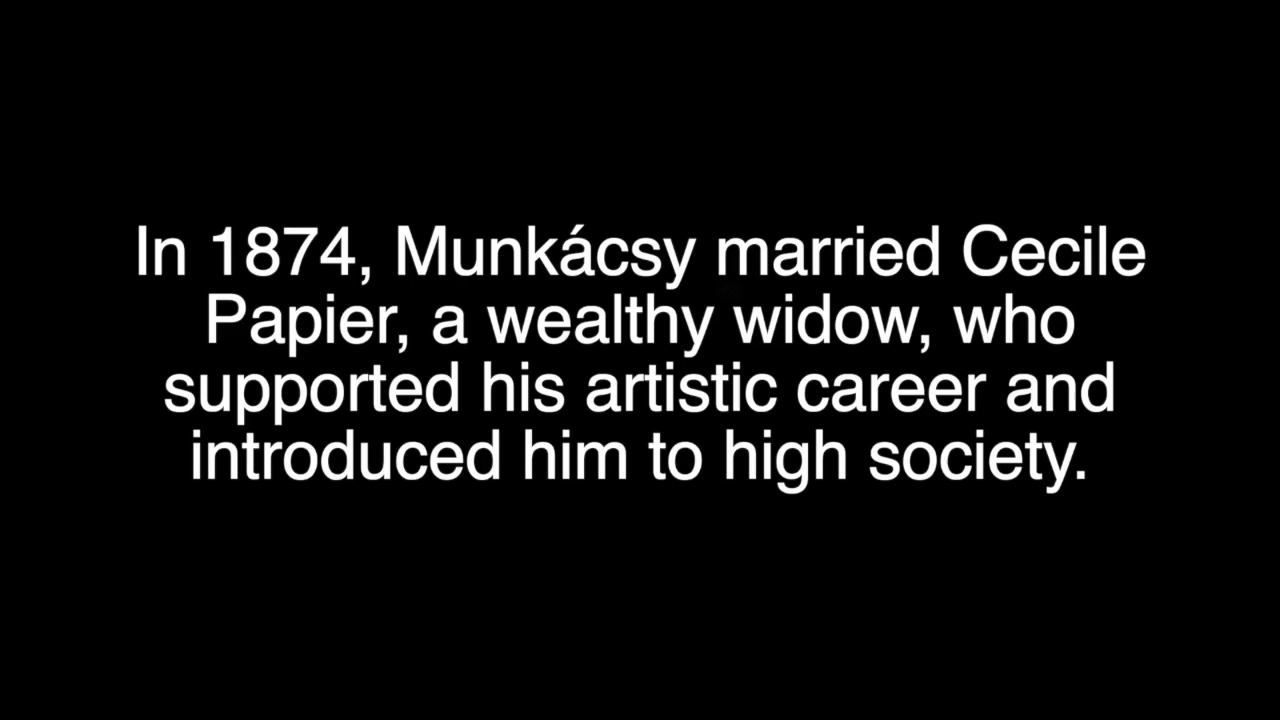 In 1874, Munkácsy married Cecile
Papier, a wealthy widow, who
supported his artistic career and
introduced him to high society.